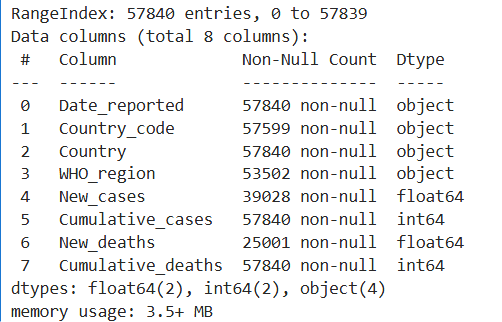 RangeIndex: 57840 entries, 0 to 57839
Data columns (total 8 columns):
 #   Column             Non-Null Count  Dtype
---  ------             --------------  -----
 0   Date_reported      57840 non-null  object
 1   Country_code       57599 non-null  object
 2   Country            57840 non-null  object
 3   WHO_region         53502 non-null  object
 4   New_cases          39028 non-null  float64
 5   Cumulative_cases   57840 non-null  int64
 6   New_deaths         25001 non-null  float64
 7   Cumulative_deaths  57840 non-null  int64
dtypes: float64(2), int64(2), object(4)
memory usage: 3.5+ MB